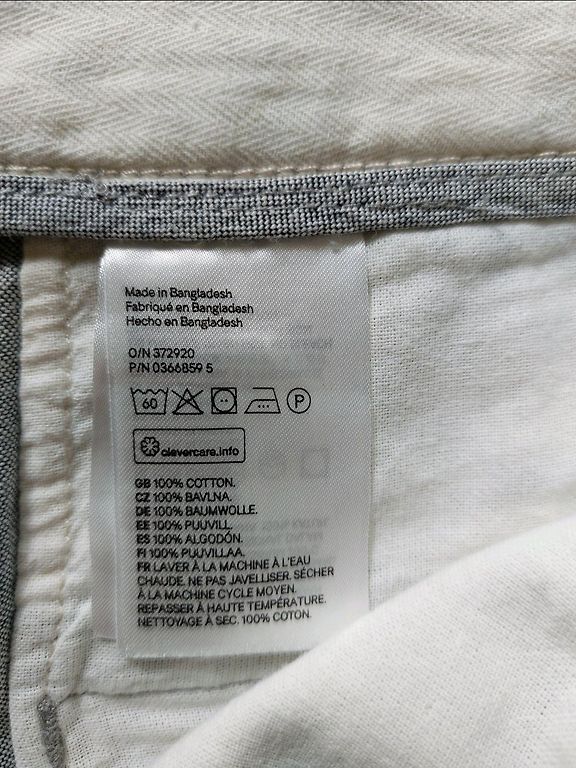 Made in Bangladesh
Fabriqué en Bangladesh
Hecho en Bangladesh
O/N 372920
P/N 0366859 5
60 P
clevercare.info
GB 100% COTTON.
CZ 100% BAVLNA.
DE 100% BAUMWOLLE.
EE 100% PUUVILL.
ES 100% ALGODÓN.
FI 100% PUUVILLAA.
FR LAVER À LA MACHINE À L'EAU
CHAUDE. NE PAS JAVELLISER. SÉCHER
À LA MACHINE CYCLE MOYEN.
REPASSER À HAUTE TEMPÉRATURE.
NETTOYAGE À SEC. 100% COTON.